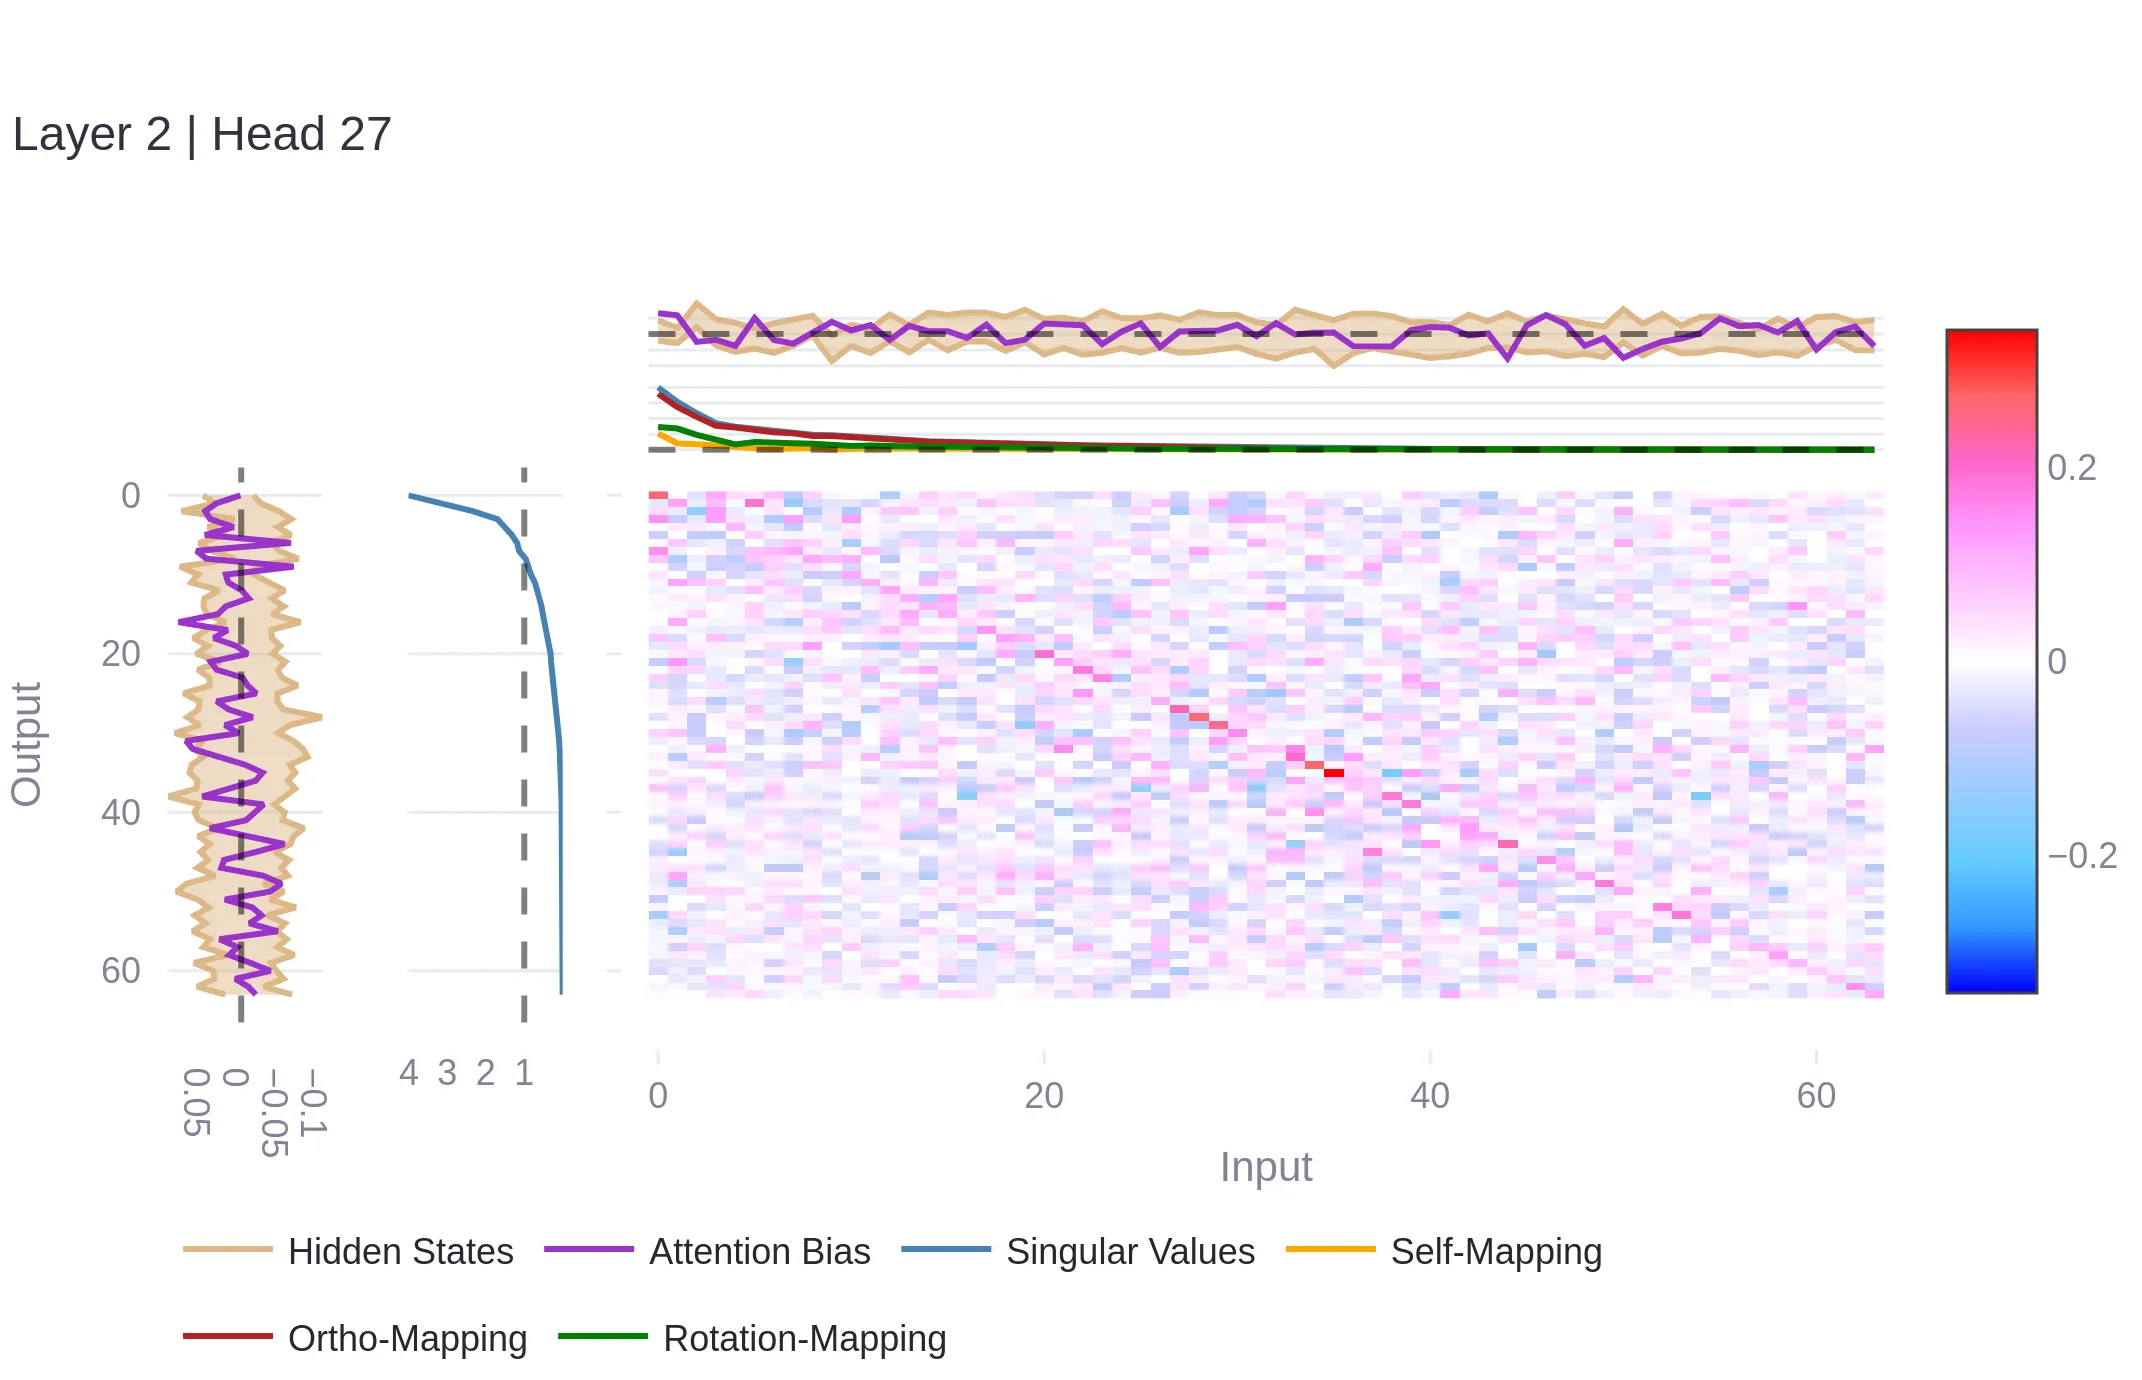 Layer 2 | Head 27
0
20
40
60
Output
0.05
0
−0.05
−0.1
4 3 2 1
0 20 40 60
Input
0.2
0
−0.2
Hidden States Attention Bias Singular Values Self-Mapping
Ortho-Mapping Rotation-Mapping